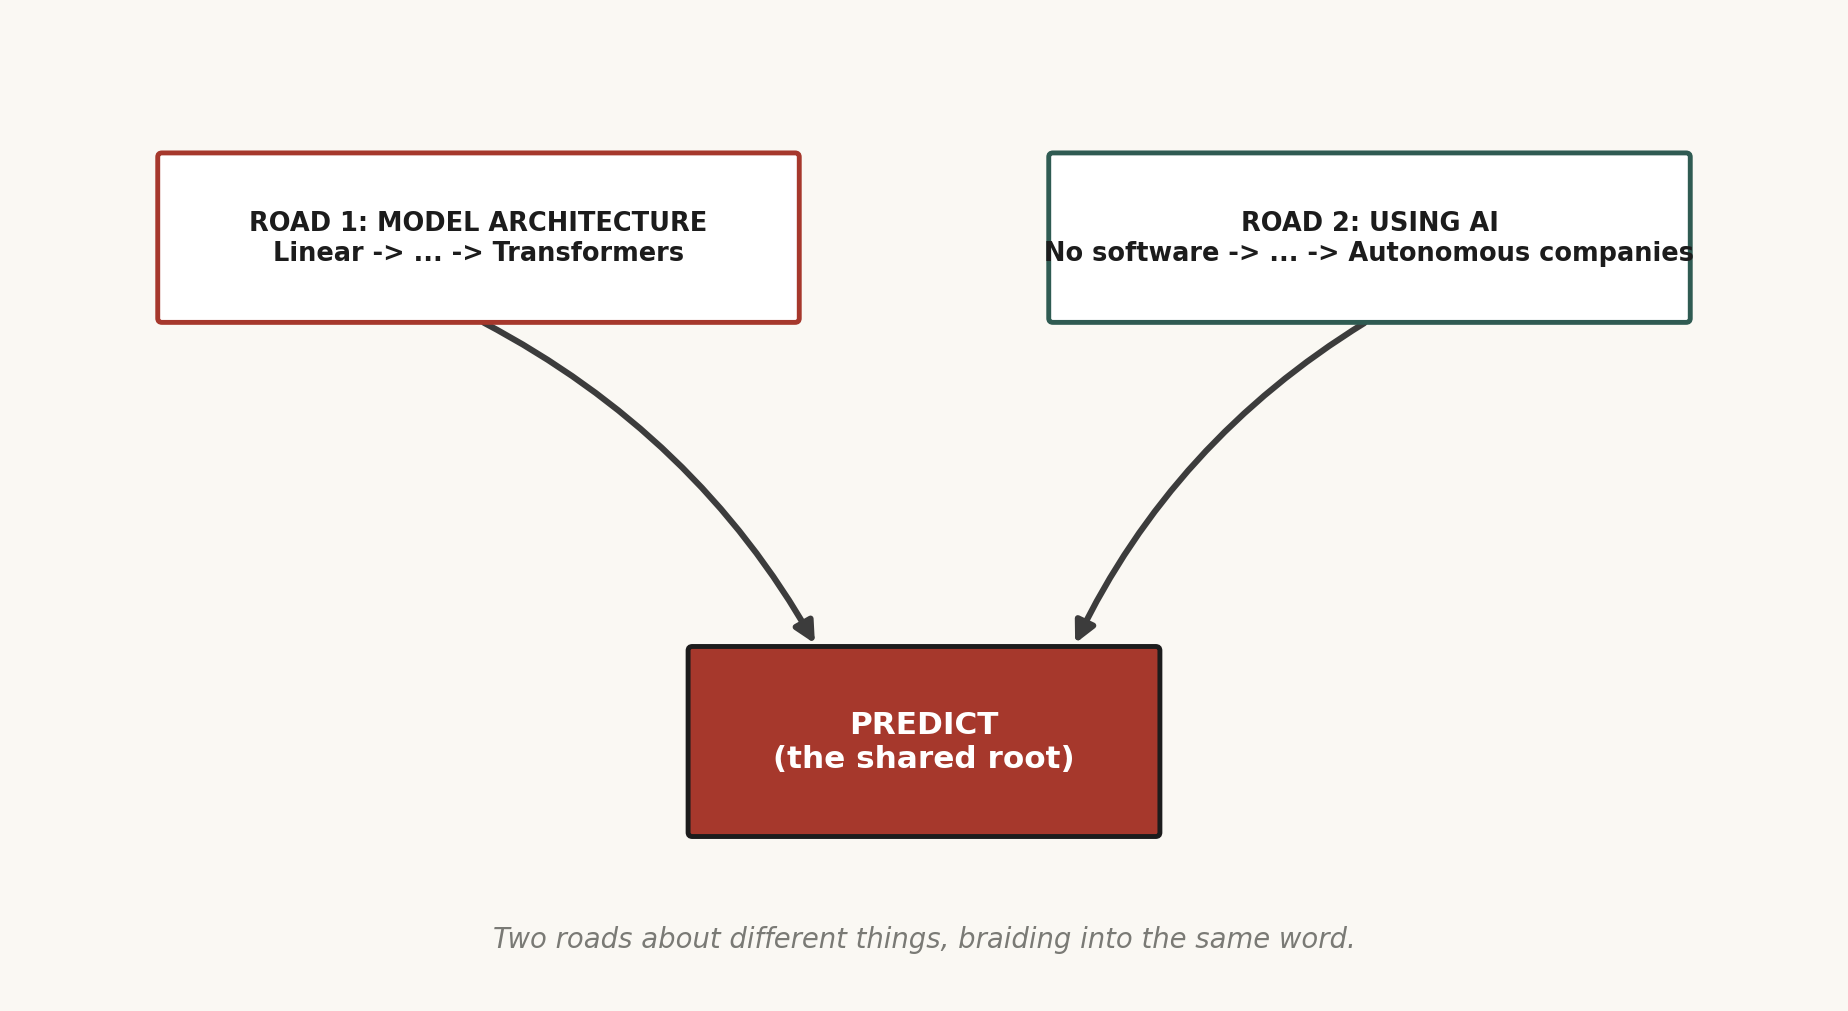 ROAD 1: MODEL ARCHITECTURE
Linear -> ... -> Transformers
ROAD 2: USING AI
No software -> ... -> Autonomous companies
PREDICT
(the shared root)
Two roads about different things, braiding into the same word.